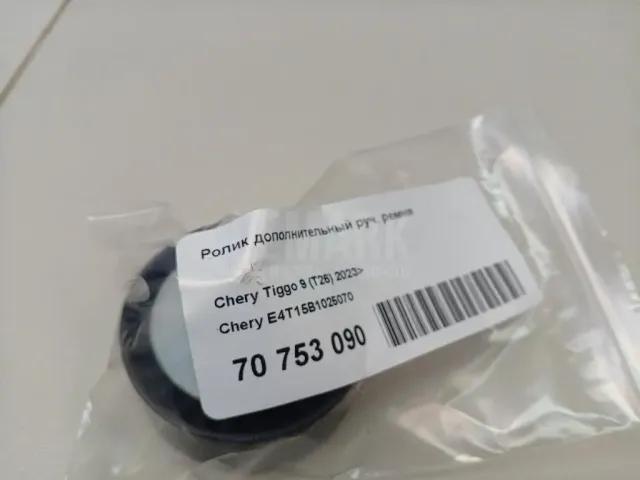 Ролик дополнительный руч. ремня
Chery Tiggo 9 (T26) 2023>
Chery E4T15B1025070
70 753 090